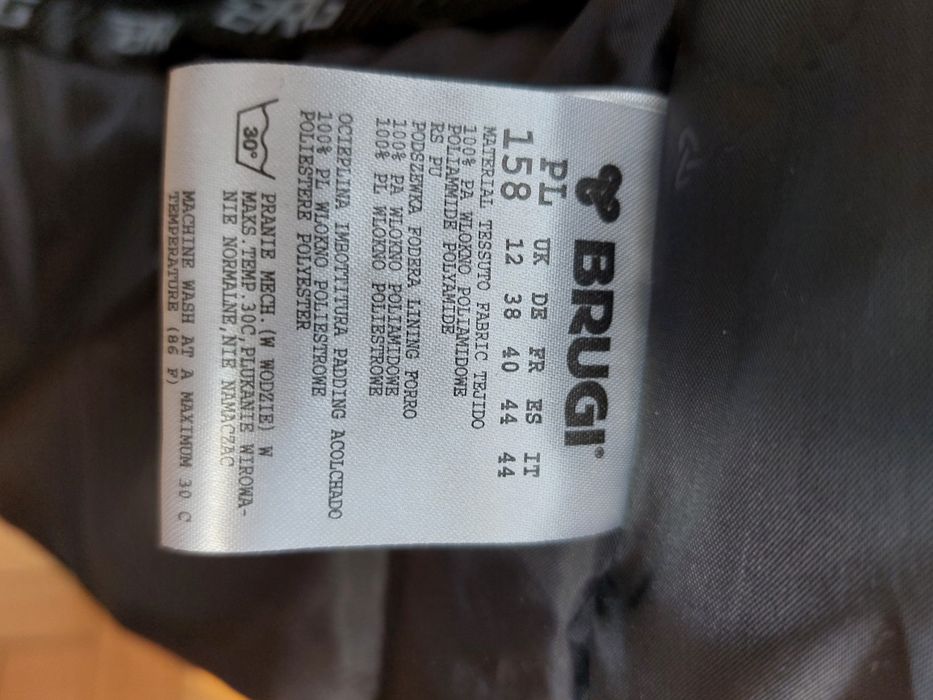 BRUGI®
PL UK DE FR ES IT
158 12 38 40 44 44
MATERIAL TESSUTO FABRIC TEJIDO
100% PA WLOKNO POLIAMIDOWE
POLIAMMIDE POLYAMIDE
RS PU
PODSZEWKA FODERA LINING FORRO
100% PA WLOKNO POLIAMIDOWE
100% PL WLOKNO POLIESTROWE
OCIEPLINA IMBOTTITURA PADDING ACOLCHADO
100% PL WLOKNO POLIESTROWE
POLIESTERE POLYESTER
30°
PRANIE MECH.(W WODZIE) W
MAKS.TEMP.30C,PLUKANIE WIROWA-
NIE NORMALNE,NIE NAMACZAC
MACHINE WASH AT A MAXIMUM 30 C
TEMPERATURE (86 F)